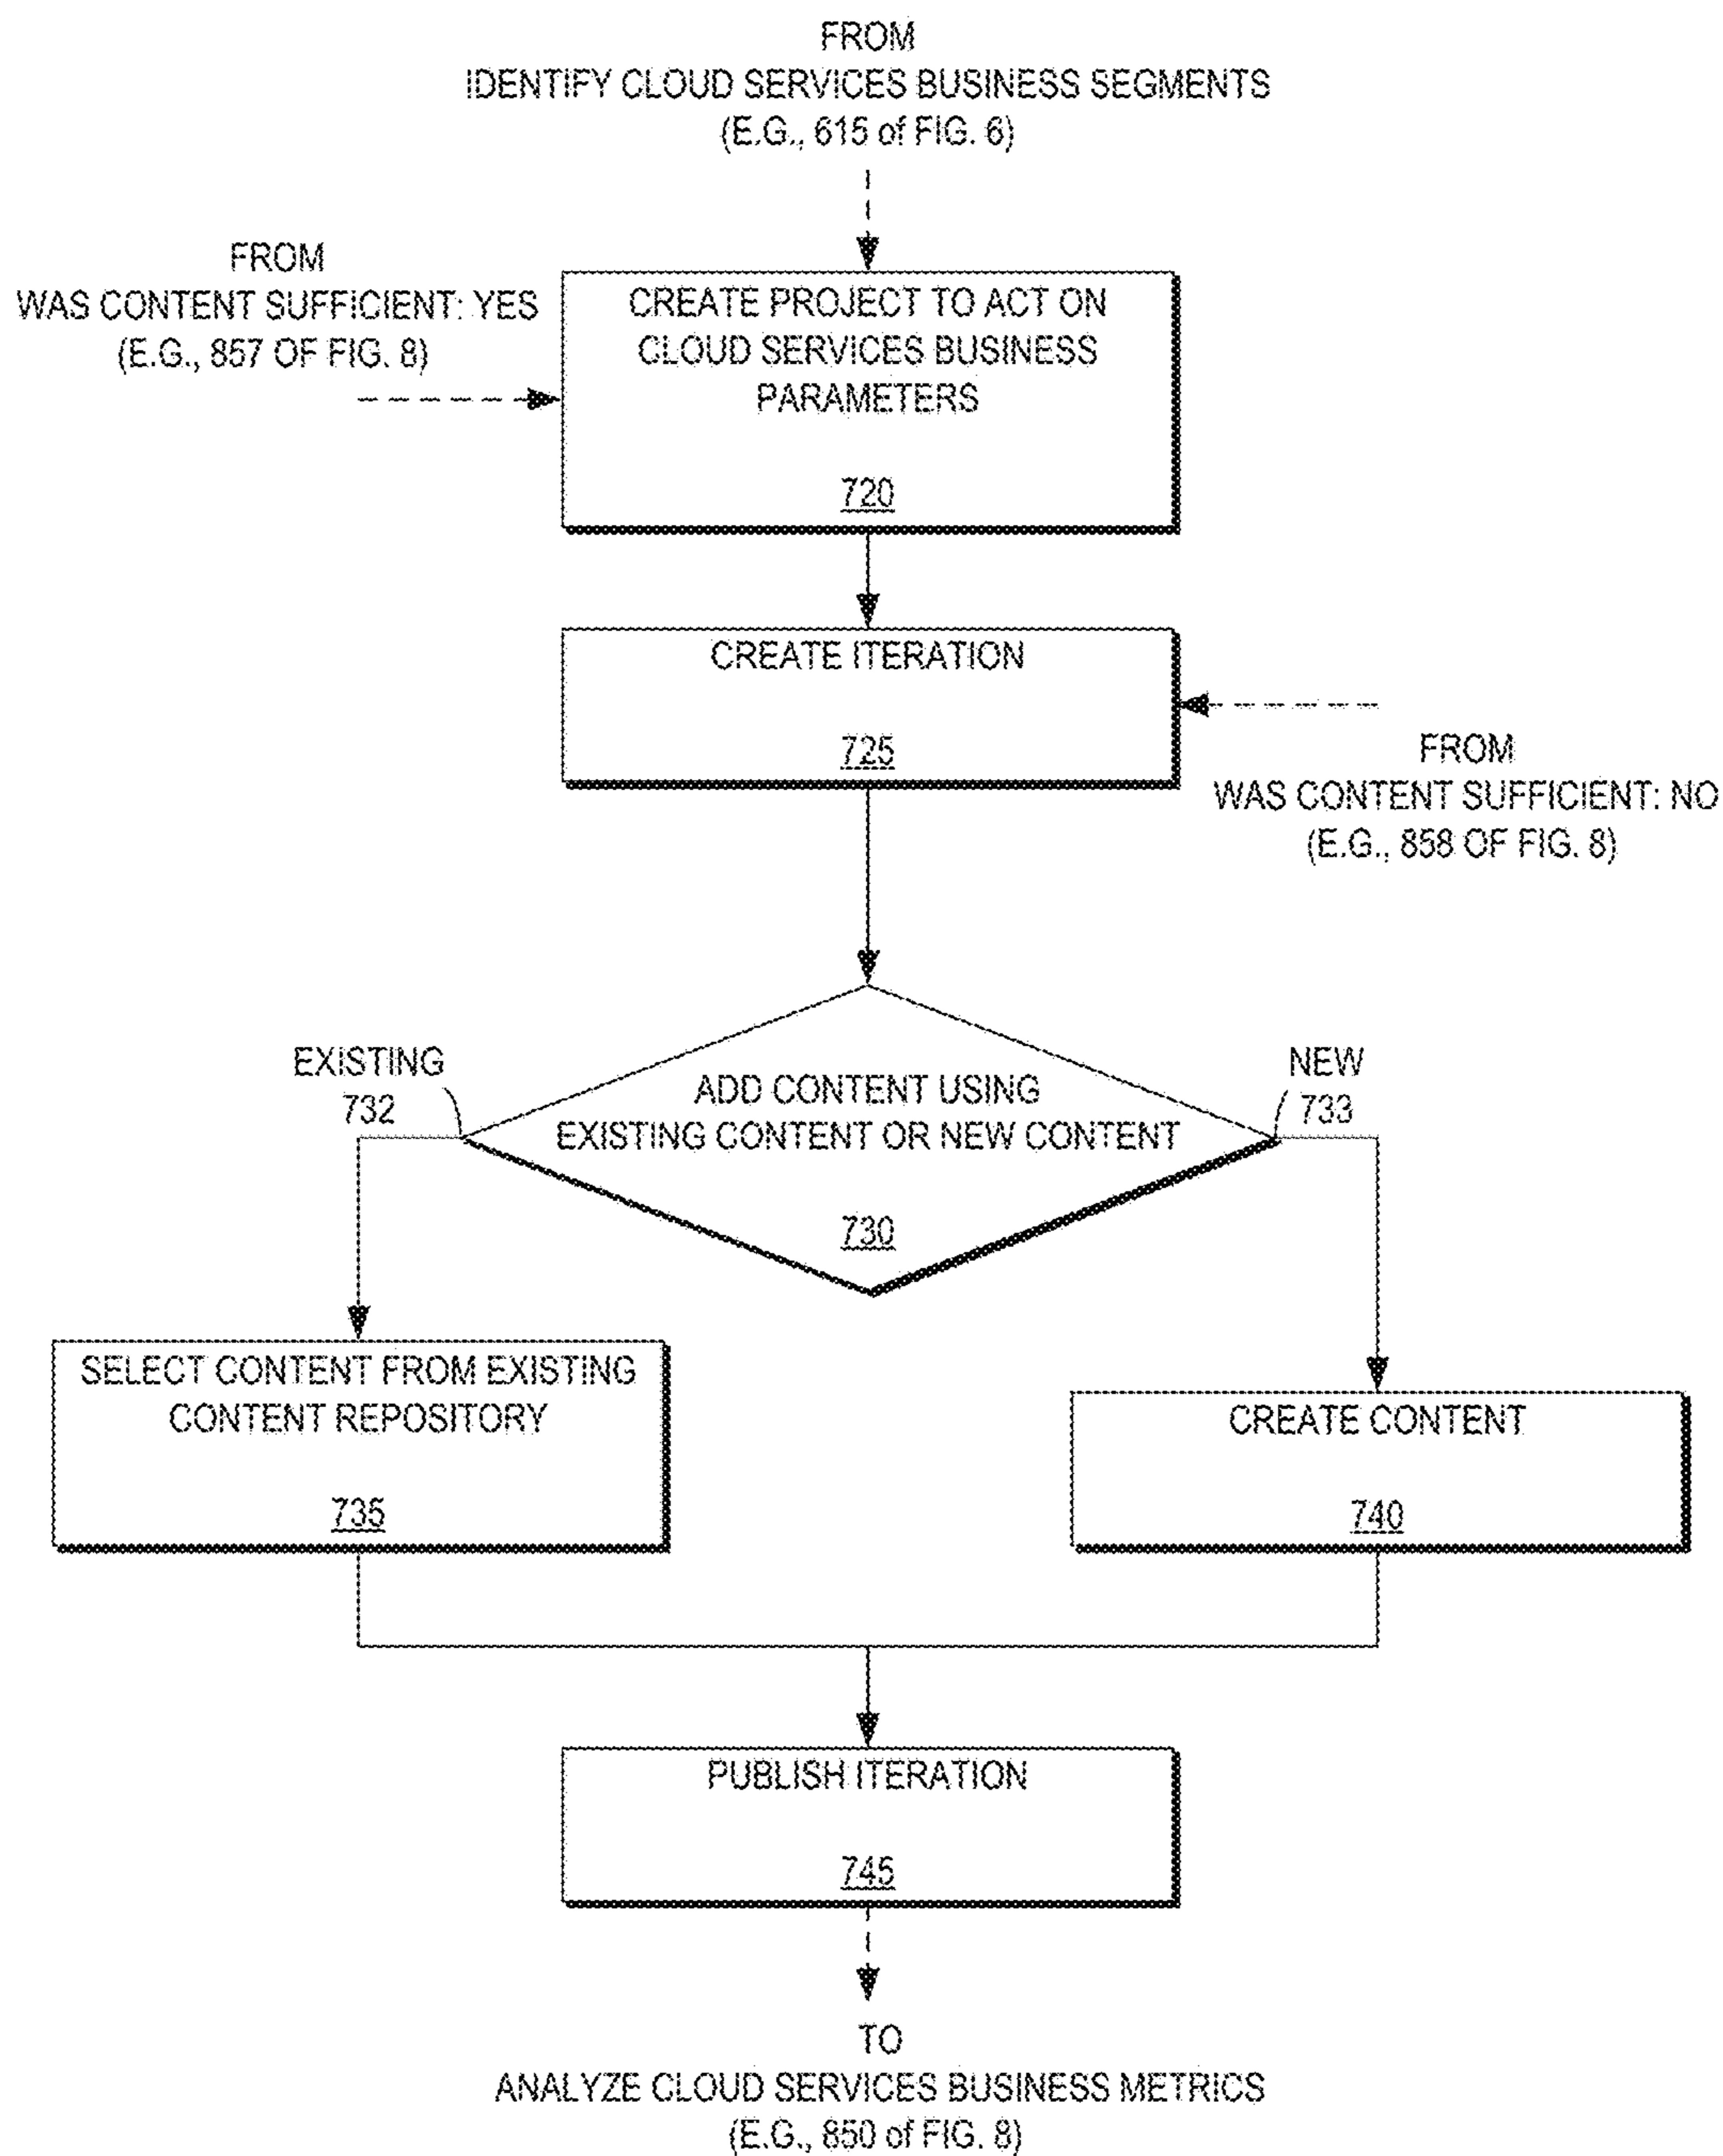 FROM
IDENTIFY CLOUD SERVICES BUSINESS SEGMENTS
(E.G., 615 of FIG. 6)
FROM
WAS CONTENT SUFFICIENT: YES
(E.G., 857 OF FIG. 8)
CREATE PROJECT TO ACT ON
CLOUD SERVICES BUSINESS
PARAMETERS
720
CREATE ITERATION
725
FROM
WAS CONTENT SUFFICIENT: NO
(E.G., 858 OF FIG. 8)
EXISTING
732
ADD CONTENT USING
EXISTING CONTENT OR NEW CONTENT
730
NEW
733
SELECT CONTENT FROM EXISTING
CONTENT REPOSITORY
735
CREATE CONTENT
740
PUBLISH ITERATION
745
TO
ANALYZE CLOUD SERVICES BUSINESS METRICS
(E.G., 850 of FIG. 8)